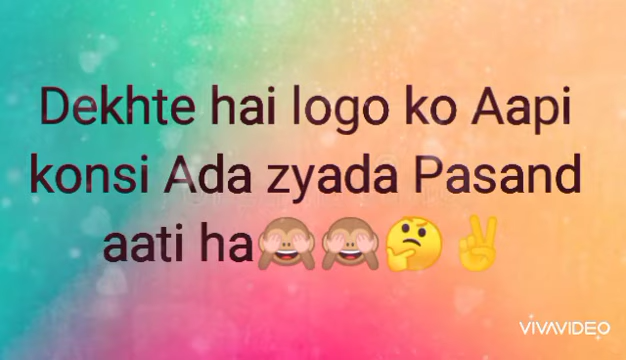 Dekhte hai logo ko Aapi
konsi Ada zyada Pasand
aati ha🙈🙈🤔✌
VIVAVIDEO